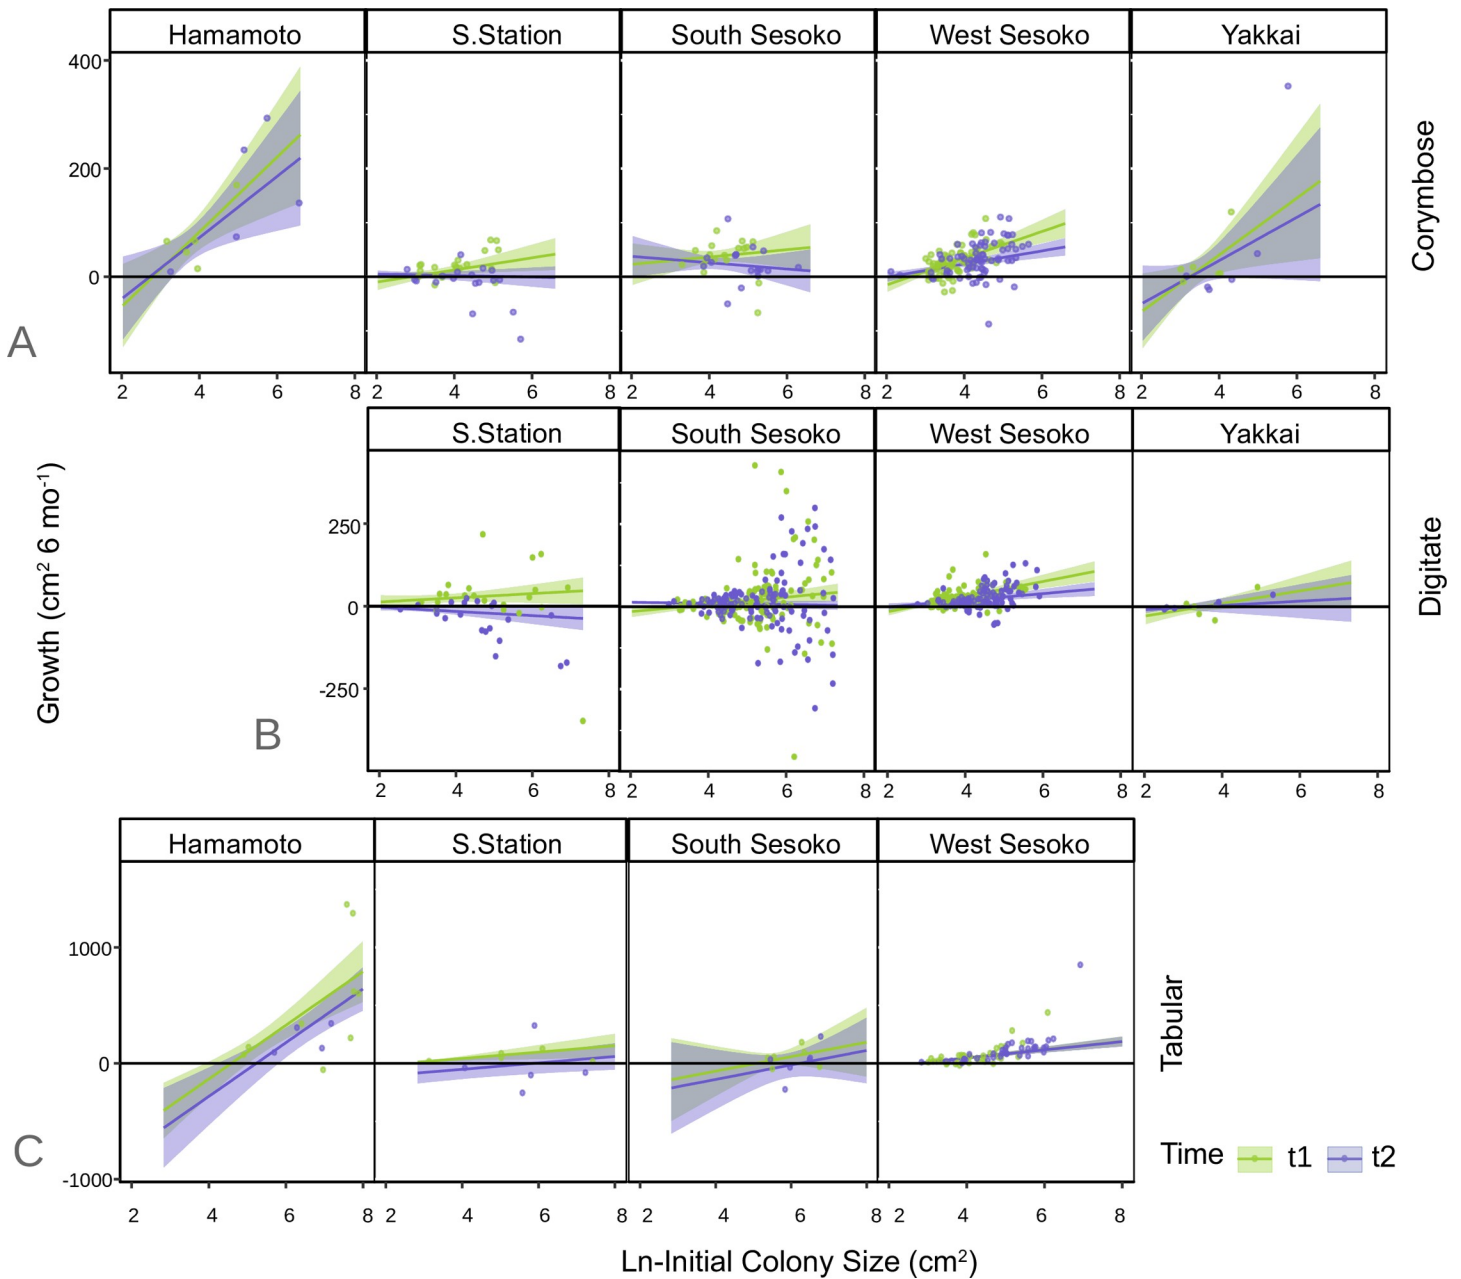 Hamamoto S.Station South Sesoko West Sesoko Yakkai
400
200
0
Corymbose
A
2 4 6 8 2 4 6 8 2 4 6 8 2 4 6 8 2 4 6 8
S.Station South Sesoko West Sesoko Yakkai
250
0
-250
Digitate
Growth (cm² 6 mo⁻¹)
B
2 4 6 8 2 4 6 8 2 4 6 8 2 4 6 8
Hamamoto S.Station South Sesoko West Sesoko
1000
0
-1000
Tabular
C
Time t1 t2
2 4 6 8 2 4 6 8 2 4 6 8 2 4 6 8
Ln-Initial Colony Size (cm²)